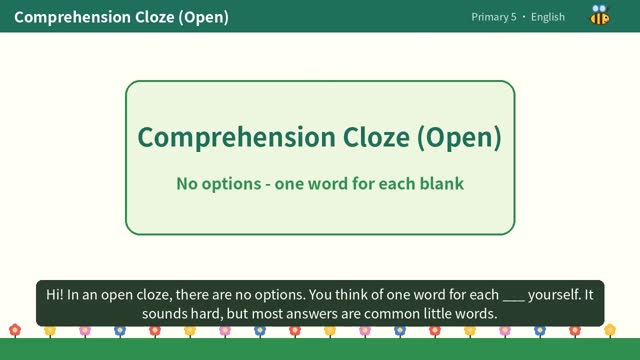 Comprehension Cloze (Open)
Primary 5 · English
Comprehension Cloze (Open)
No options - one word for each blank
Hi! In an open cloze, there are no options. You think of one word for each ___ yourself. It
sounds hard, but most answers are common little words.